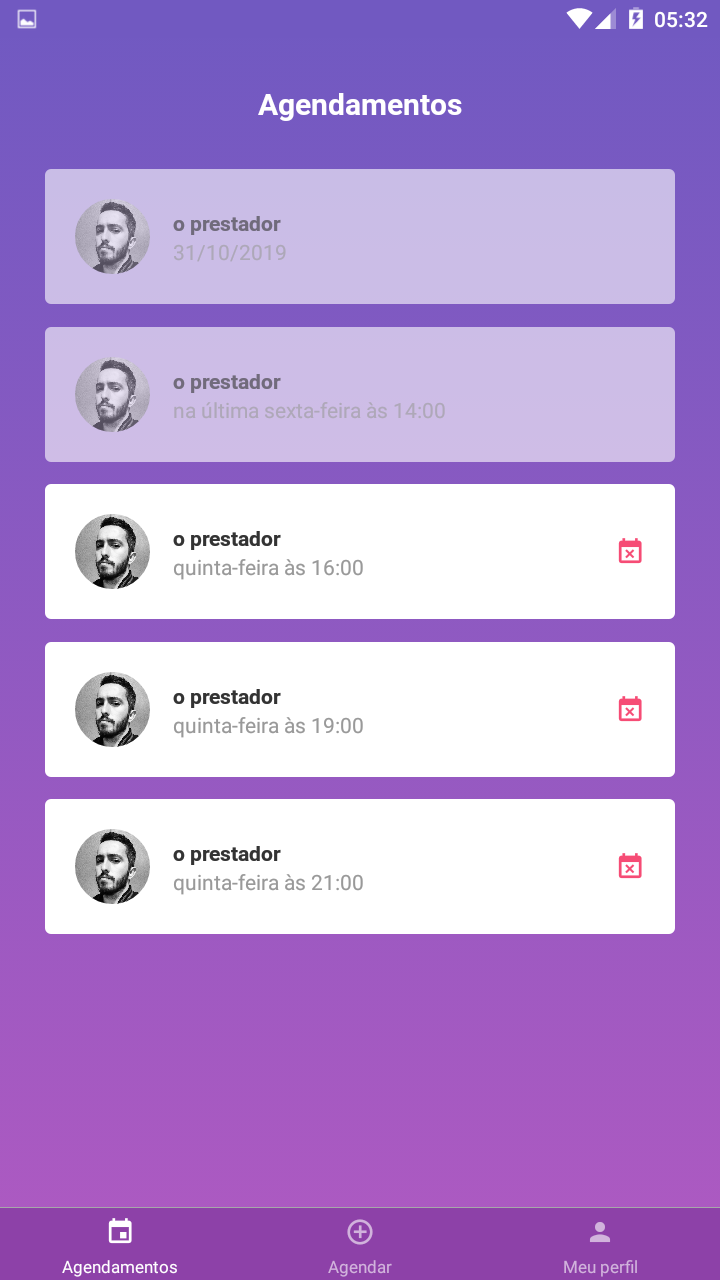 05:32
Agendamentos
o prestador
31/10/2019
o prestador
na última sexta-feira às 14:00
o prestador
quinta-feira às 16:00
o prestador
quinta-feira às 19:00
o prestador
quinta-feira às 21:00
Agendamentos
Agendar
Meu perfil